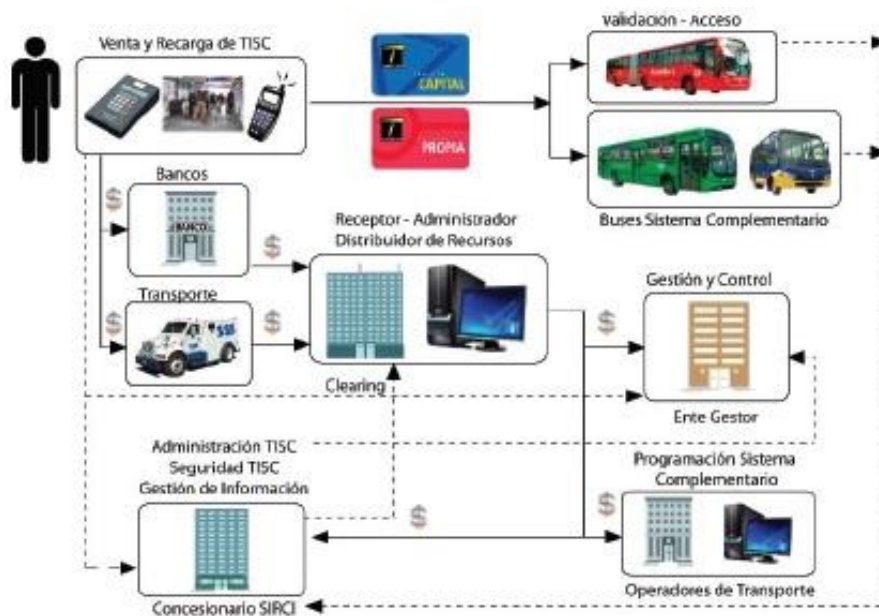 Venta y Recarga de TISC
Validación - Acceso
CAPITAL
PROPIA
Buses Sistema Complementario
Bancos
BANCO
$
$
Receptor - Administrador
Distribuidor de Recursos
Transporte
$
$
Clearing
Gestión y Control
$
Ente Gestor
Administración TISC
Seguridad TISC
Gestión de Información
$
Concesionario SIRCI
Programación Sistema
Complementario
$
Operadores de Transporte